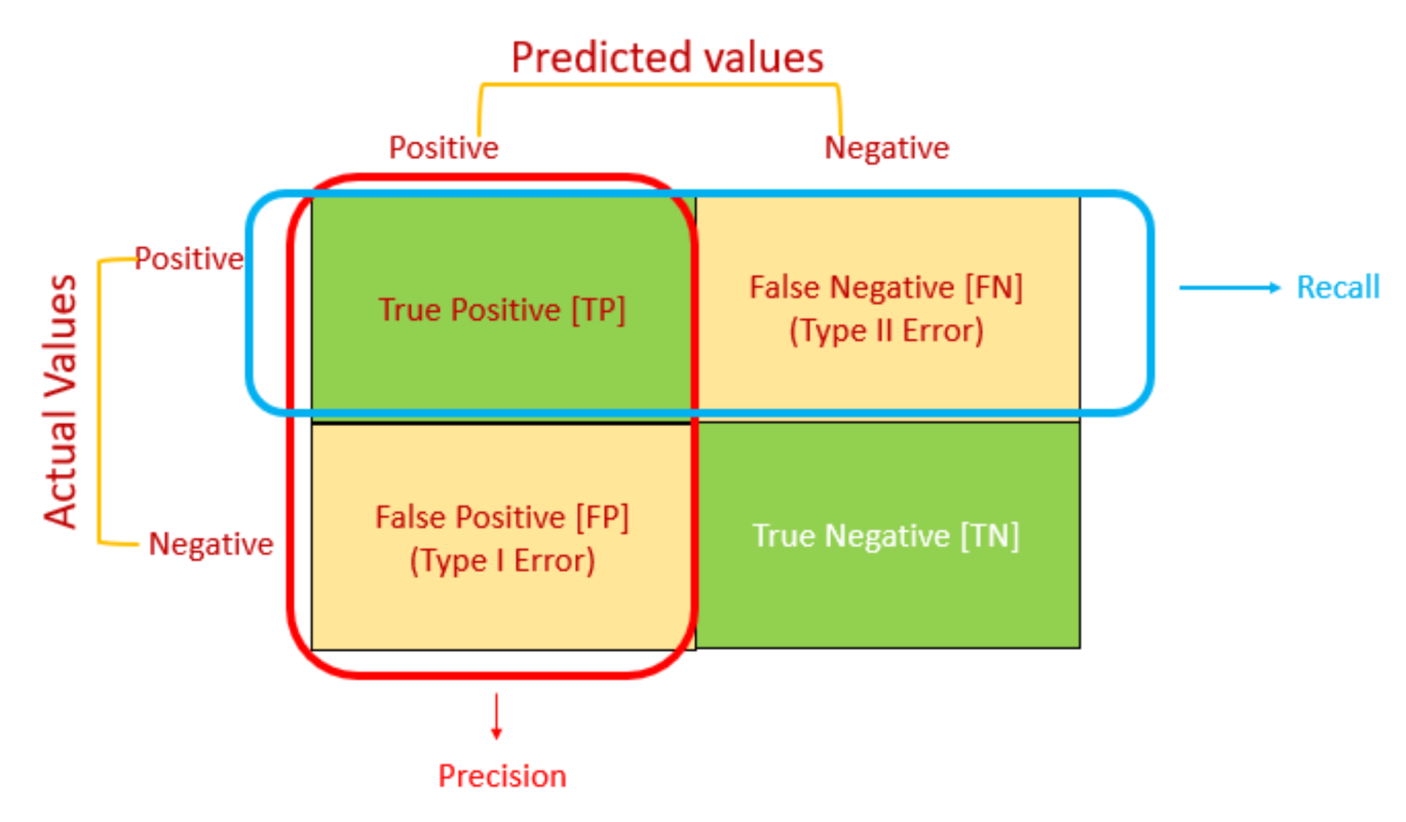 Predicted values
Positive
Negative
Positive
True Positive [TP]
False Negative [FN]
(Type II Error)
Recall
Actual Values
Negative
False Positive [FP]
(Type I Error)
True Negative [TN]
Precision